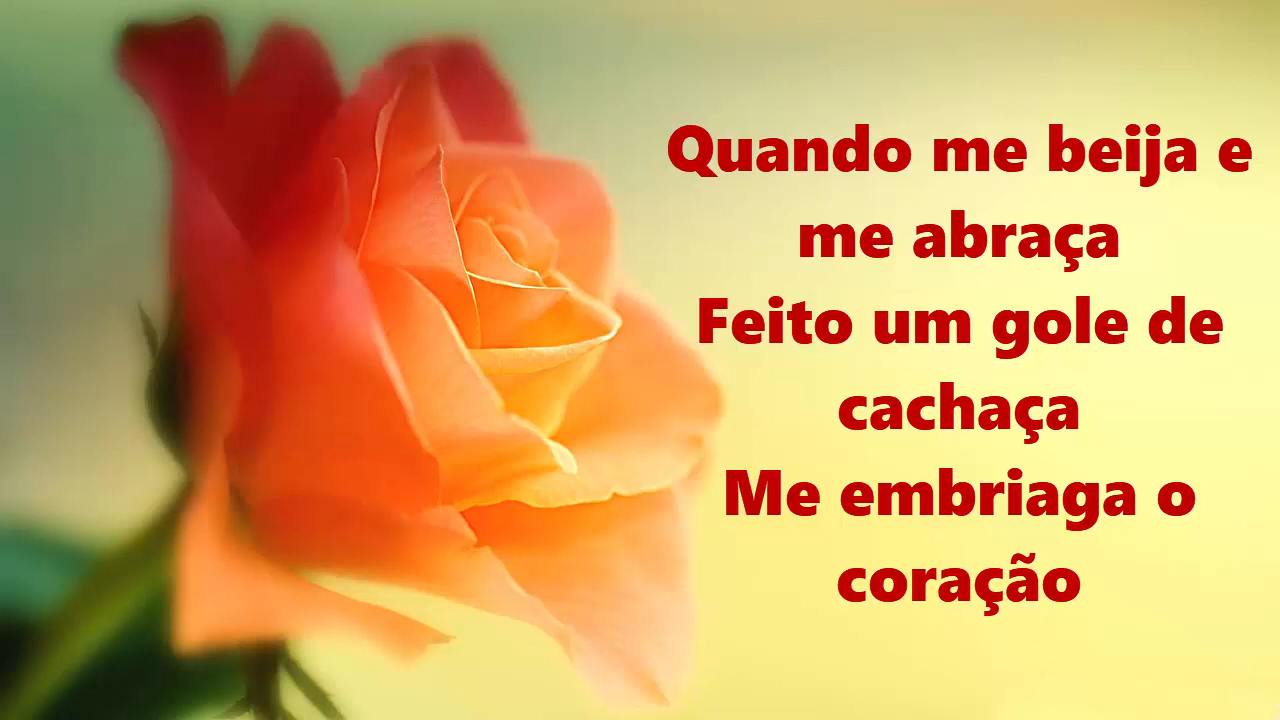 Quando me beija e
me abraça
Feito um gole de
cachaça
Me embriaga o
coração